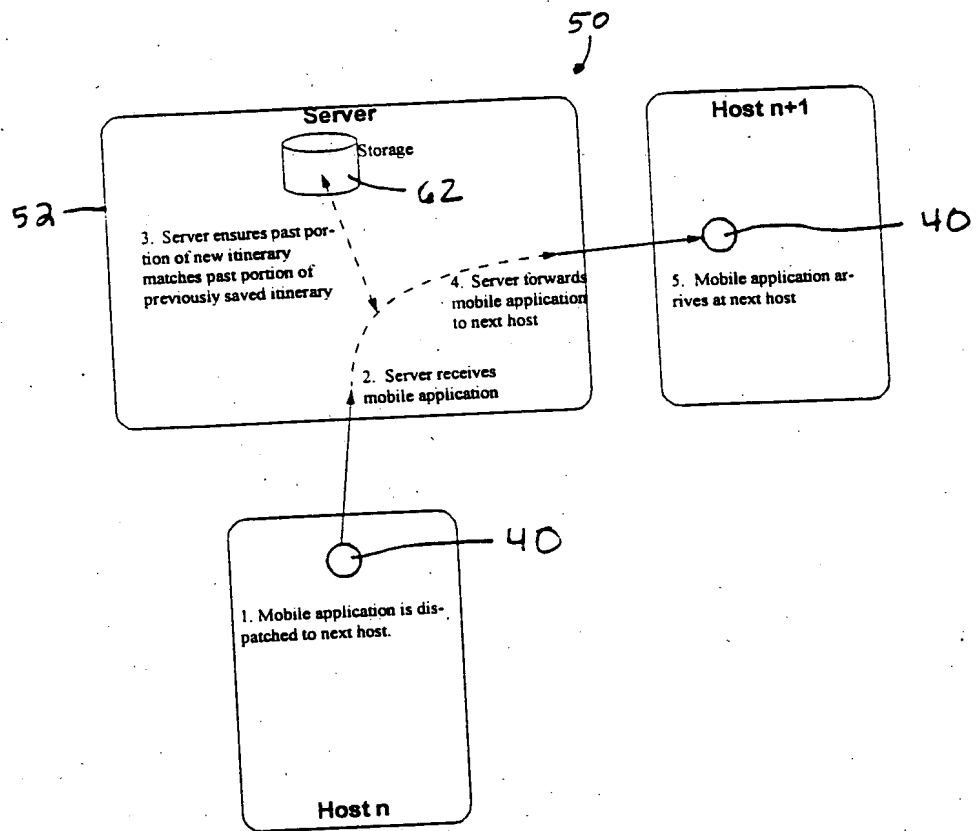 50
Server
Host n+1
Storage
62
52
40
3. Server ensures past por-
tion of new itinerary
matches past portion of
previously saved itinerary
4. Server forwards
mobile application
to next host
5. Mobile application ar-
rives at next host
2. Server receives
mobile application
40
1. Mobile application is dis-
patched to next host.
Host n